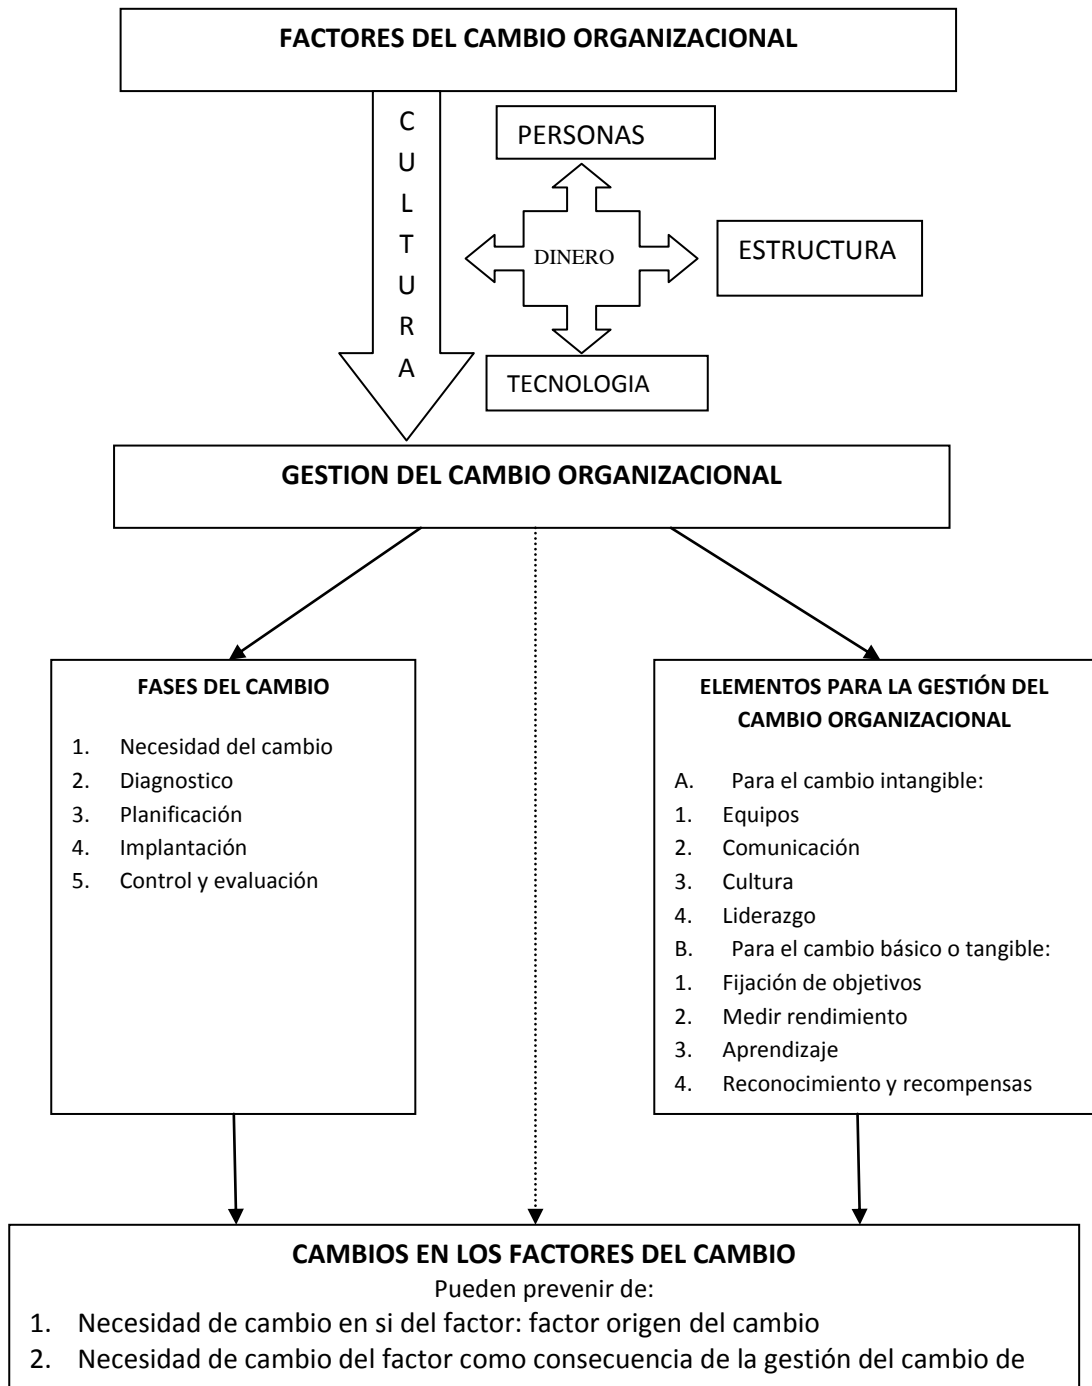 FACTORES DEL CAMBIO ORGANIZACIONAL
CULTURA
PERSONAS
DINERO
ESTRUCTURA
TECNOLOGIA
GESTION DEL CAMBIO ORGANIZACIONAL
FASES DEL CAMBIO
1. Necesidad del cambio
2. Diagnostico
3. Planificación
4. Implantación
5. Control y evaluación
ELEMENTOS PARA LA GESTIÓN DEL
CAMBIO ORGANIZACIONAL
A. Para el cambio intangible:
1. Equipos
2. Comunicación
3. Cultura
4. Liderazgo
B. Para el cambio básico o tangible:
1. Fijación de objetivos
2. Medir rendimiento
3. Aprendizaje
4. Reconocimiento y recompensas
CAMBIOS EN LOS FACTORES DEL CAMBIO
Pueden prevenir de:
1. Necesidad de cambio en si del factor: factor origen del cambio
2. Necesidad de cambio del factor como consecuencia de la gestión del cambio de